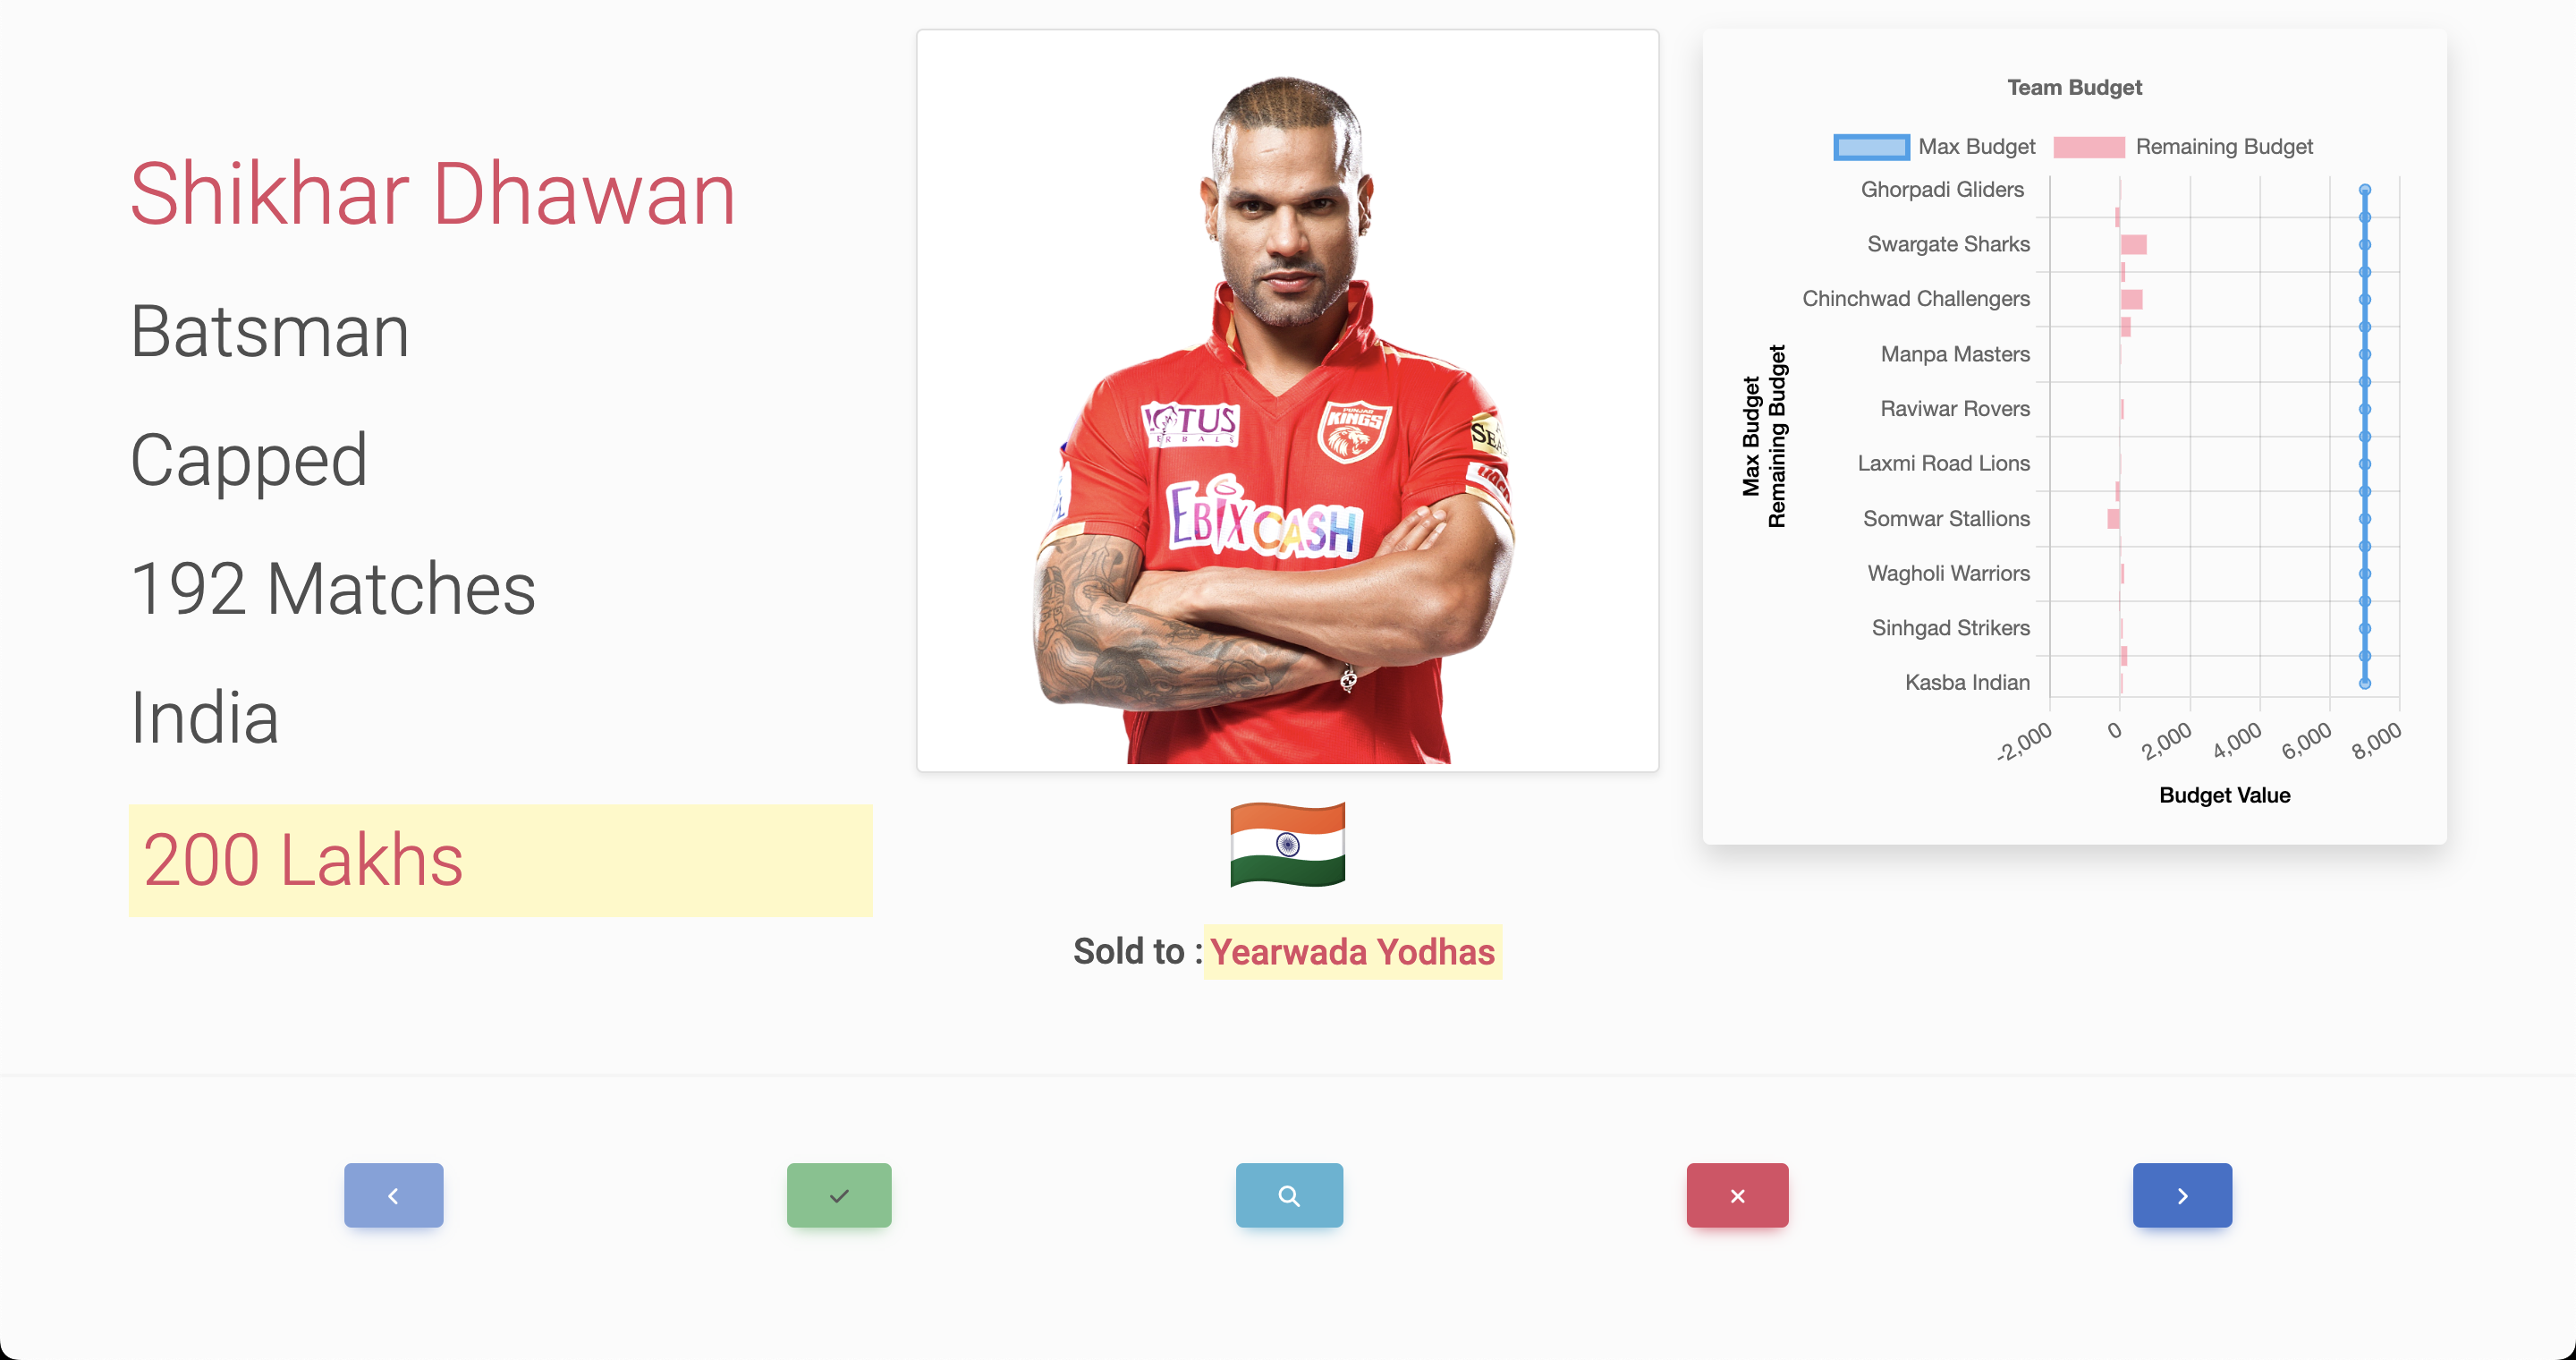 Shikhar Dhawan
Batsman
Capped
192 Matches
India
200 Lakhs
PUNJAB
KINGS
EBIXCASH
Sold to : Yearwada Yodhas
Team Budget
Max Budget
Remaining Budget
Ghorpadi Gliders
Swargate Sharks
Chinchwad Challengers
Manpa Masters
Raviwar Rovers
Laxmi Road Lions
Somwar Stallions
Wagholi Warriors
Sinhgad Strikers
Kasba Indian
Max Budget
Remaining Budget
-2,000 0 2,000 4,000 6,000 8,000
Budget Value